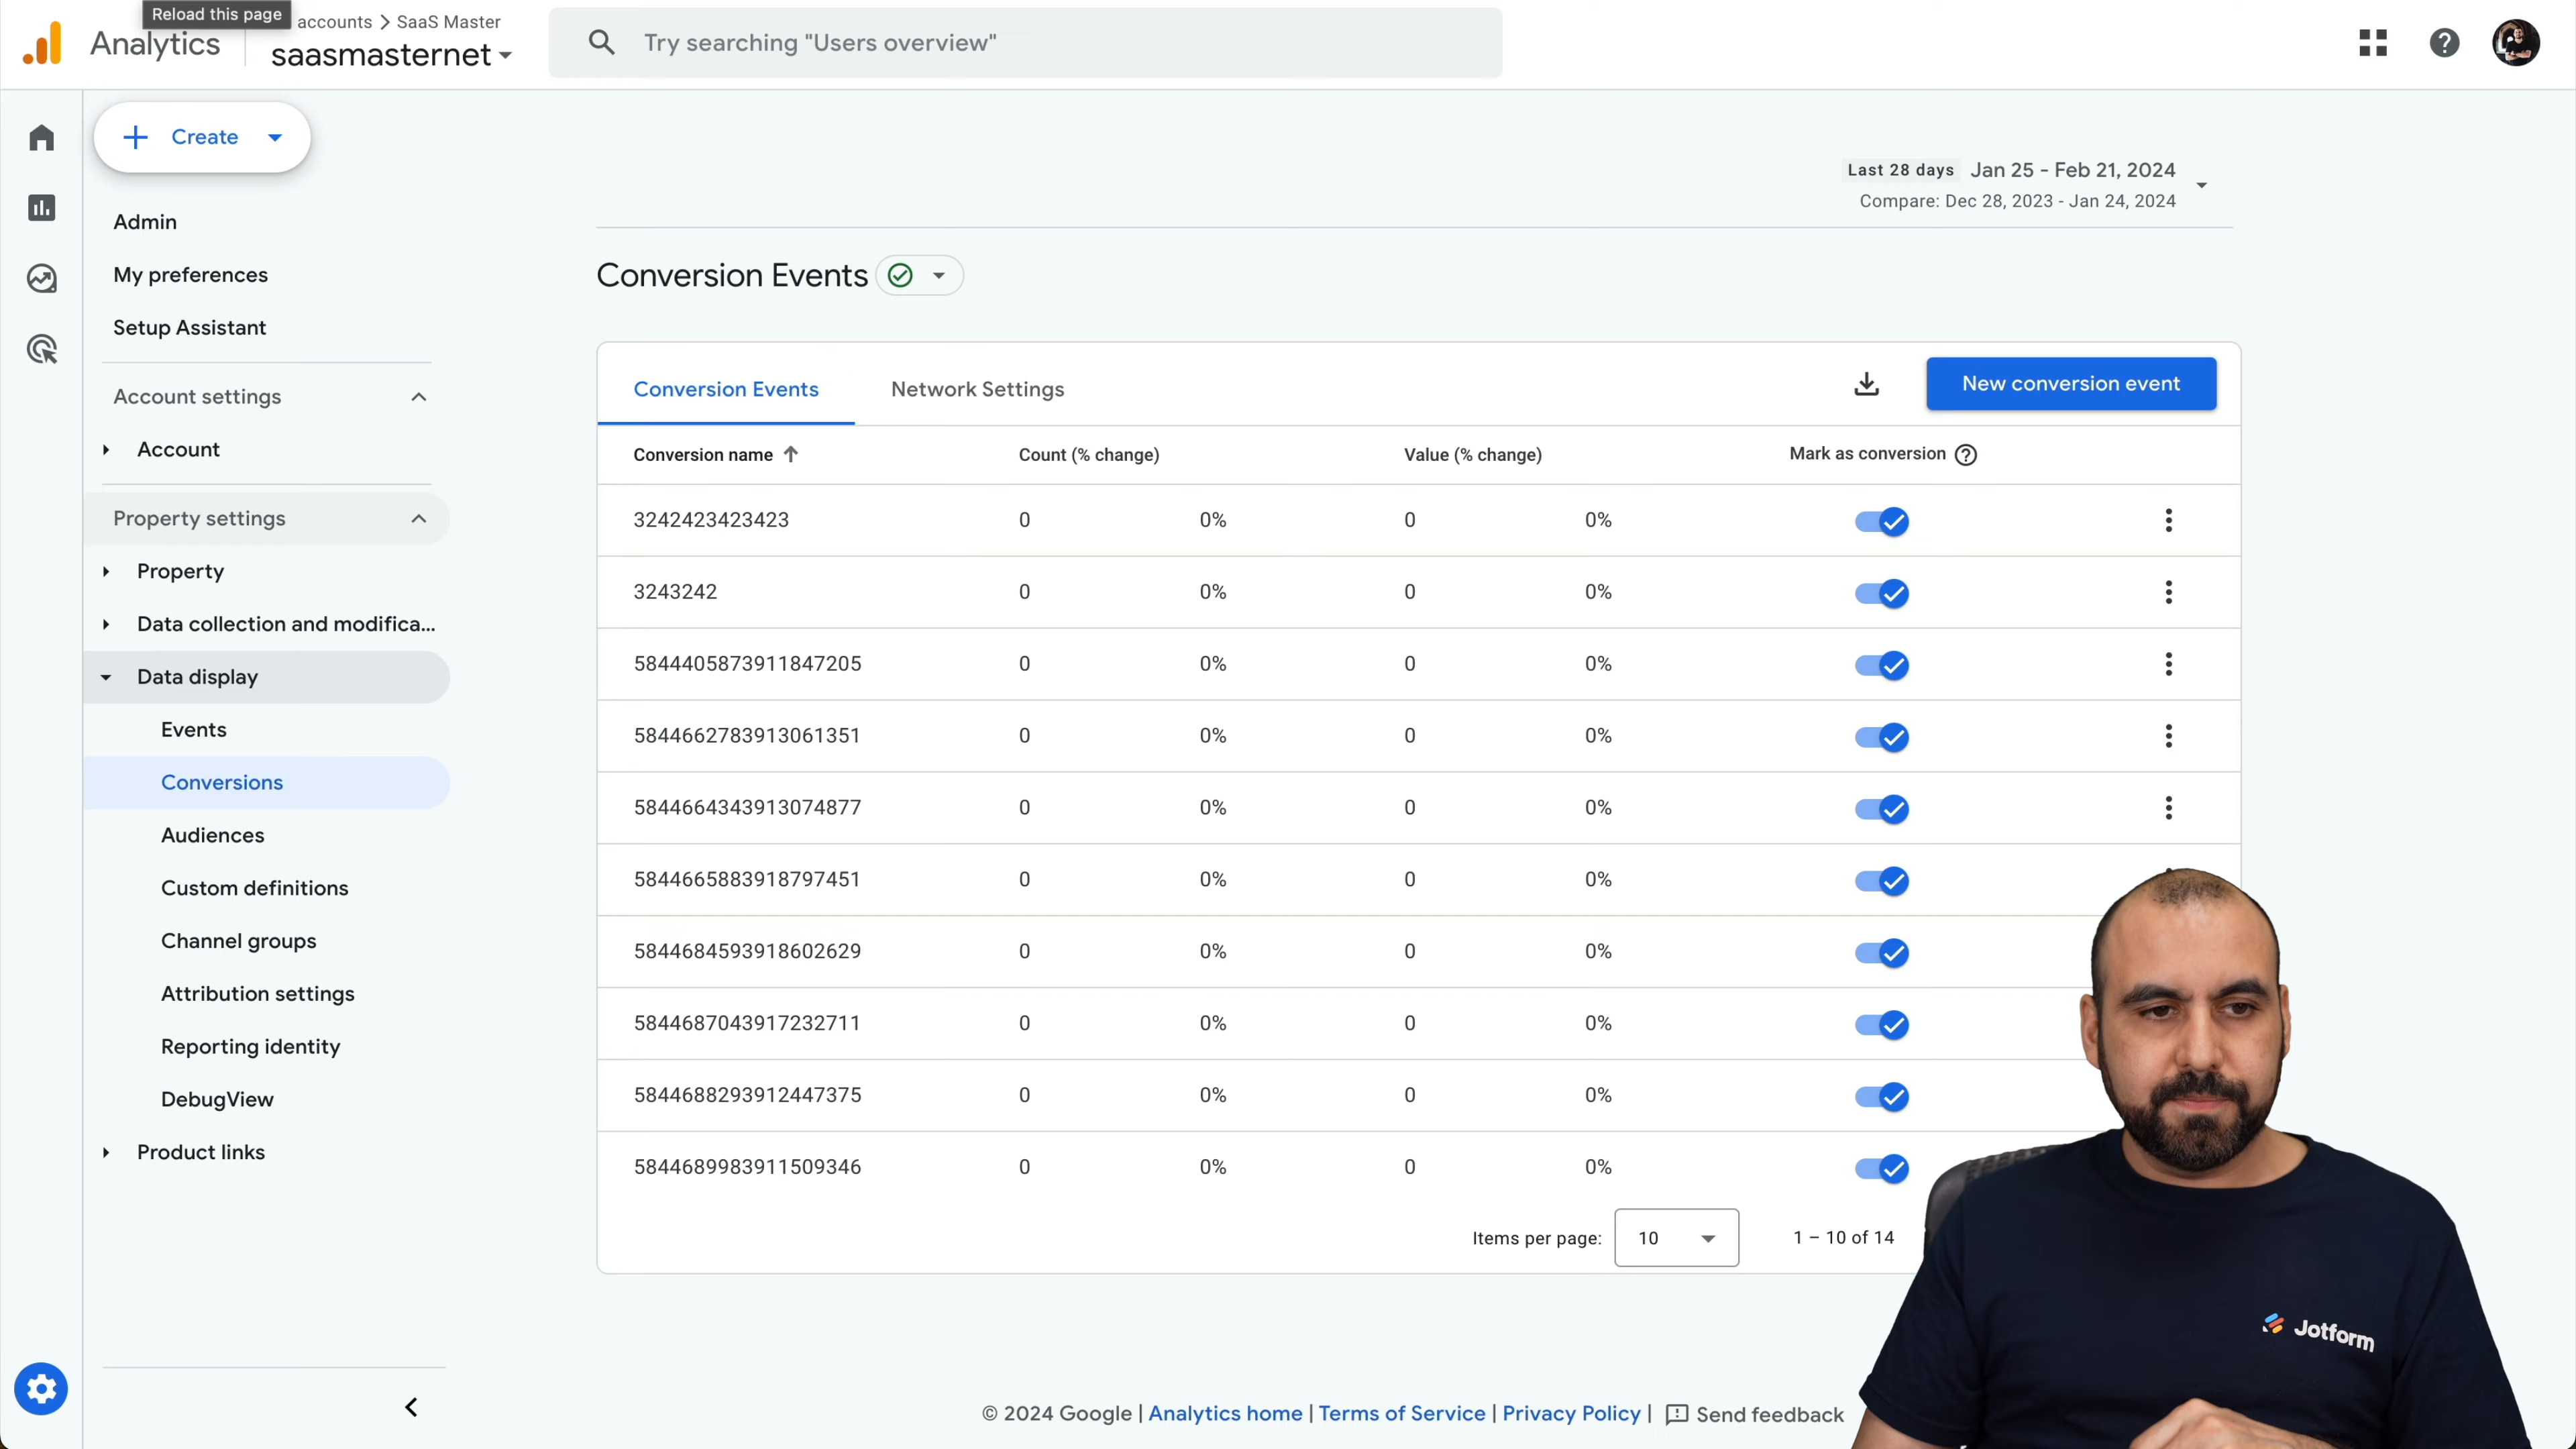 Reload this page
accounts > SaaS Master
Analytics
saasmasternet
Try searching "Users overview"
Create
Last 28 days Jan 25 - Feb 21, 2024
Compare: Dec 28, 2023 - Jan 24, 2024
Admin
My preferences
Setup Assistant
Account settings
Account
Property settings
Property
Data collection and modifica...
Data display
Events
Conversions
Audiences
Custom definitions
Channel groups
Attribution settings
Reporting identity
DebugView
Product links
Conversion Events
Conversion Events Network Settings New conversion event
Conversion name Count (% change) Value (% change) Mark as conversion
3242423423423 0 0% 0 0%
3243242 0 0% 0 0%
5844405873911847205 0 0% 0 0%
5844662783913061351 0 0% 0 0%
5844664343913074877 0 0% 0 0%
5844665883918797451 0 0% 0 0%
5844684593918602629 0 0% 0 0%
5844687043917232711 0 0% 0 0%
5844688293912447375 0 0% 0 0%
5844689983911509346 0 0% 0 0%
Items per page: 10 1 – 10 of 14
© 2024 Google | Analytics home | Terms of Service | Privacy Policy | Send feedback
Jotform